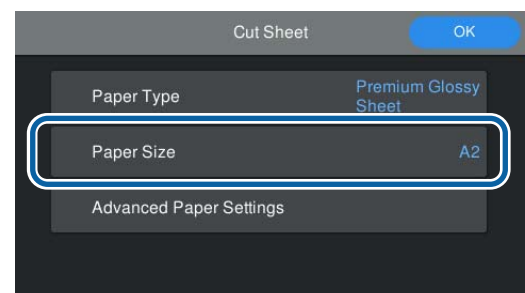 Cut Sheet
OK
Paper Type
Premium Glossy
Sheet
Paper Size
A2
Advanced Paper Settings